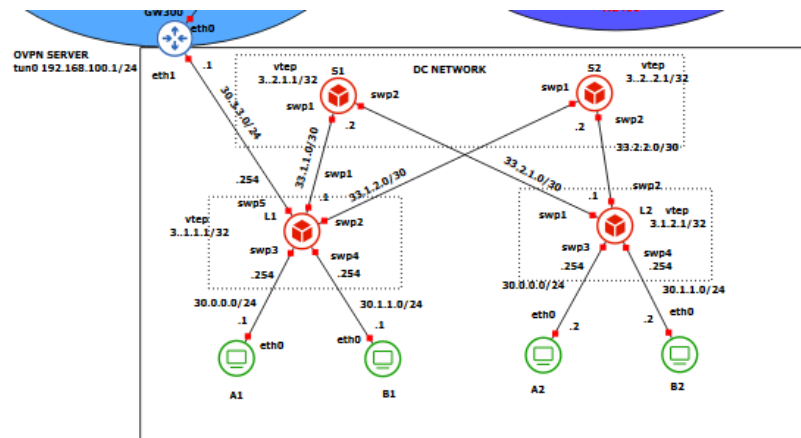 GW300
eth0
OVPN SERVER
tun0 192.168.100.1/24
eth1
.1
30.3.3.0/24
.254
swp5
vtep
3..2.1.1/32
S1
DC NETWORK
S2
vtep
3..2..2.1/32
swp1
swp2
.2
swp1
.2
swp2
33.1.1.0/30
swp1
.1
33.1.2.0/30
33.2.1.0/30
33.2.2.0/30
swp2
.1
vtep
3..1.1.1/32
L1
swp2
swp3
.254
swp4
.254
swp1
L2
vtep
3.1.2.1/32
swp3
.254
swp4
.254
30.0.0.0/24
.1
eth0
A1
30.1.1.0/24
.1
eth0
B1
30.0.0.0/24
eth0
.2
A2
30.1.1.0/24
eth0
.2
B2